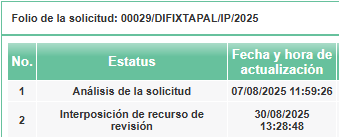 Folio de la solicitud: 00029/DIFIXTAPAL/IP/2025
No. Estatus Fecha y hora de
actualización
1 Análisis de la solicitud 07/08/2025 11:59:26
2 Interposición de recurso de
revisión 30/08/2025
13:28:48